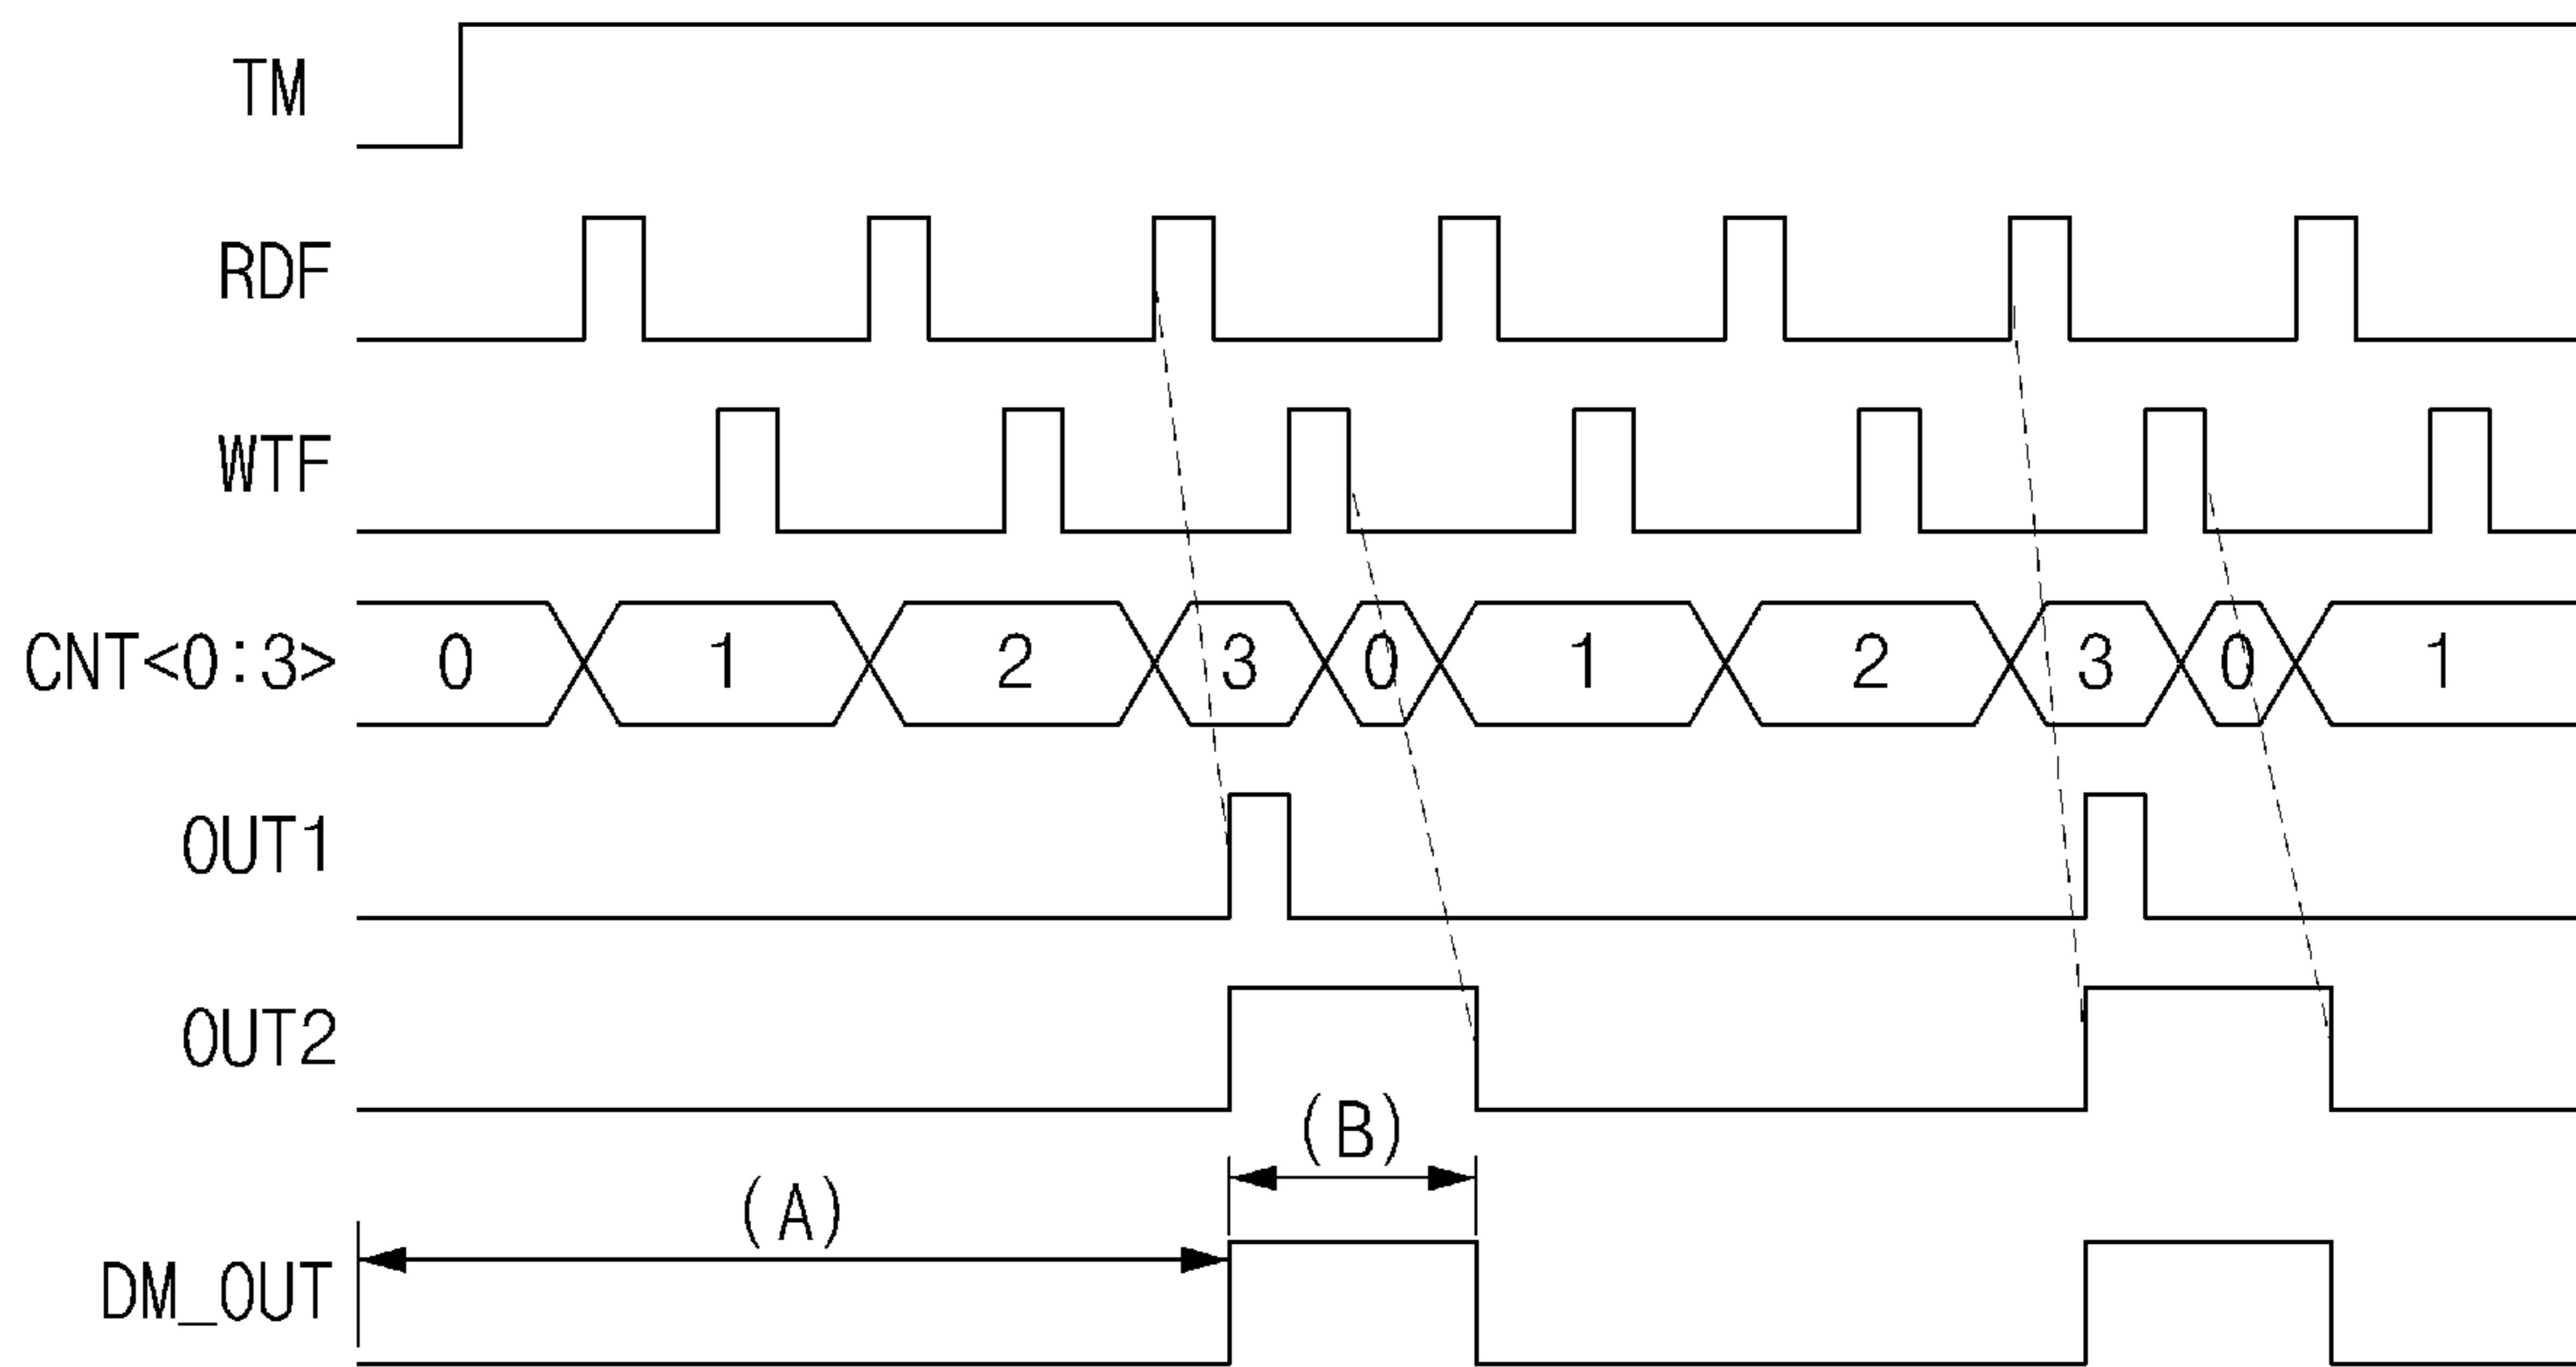 TM
RDF
WTF
CNT<0:3> 0 1 2 3 0 1 2 3 0 1
OUT1
OUT2
(B)
(A)
DM_OUT